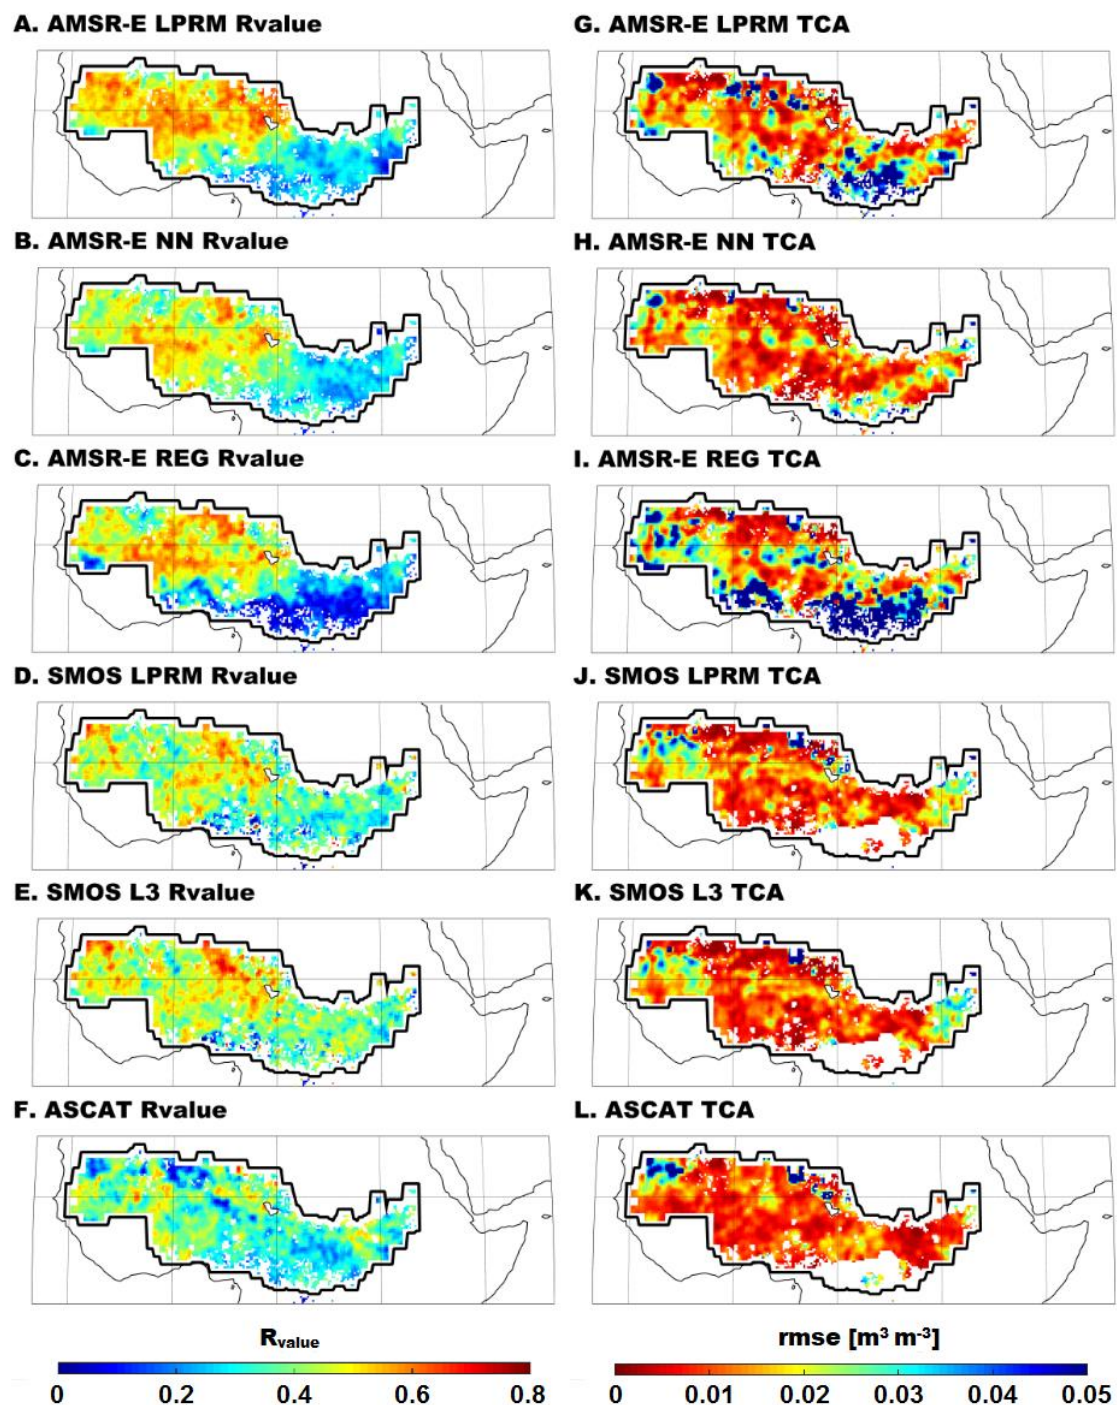 A. AMSR-E LPRM Rvalue
G. AMSR-E LPRM TCA
B. AMSR-E NN Rvalue
H. AMSR-E NN TCA
C. AMSR-E REG Rvalue
I. AMSR-E REG TCA
D. SMOS LPRM Rvalue
J. SMOS LPRM TCA
E. SMOS L3 Rvalue
K. SMOS L3 TCA
F. ASCAT Rvalue
L. ASCAT TCA
Rvalue
rmse [m³ m⁻³]
0 0.2 0.4 0.6 0.8
0 0.01 0.02 0.03 0.04 0.05